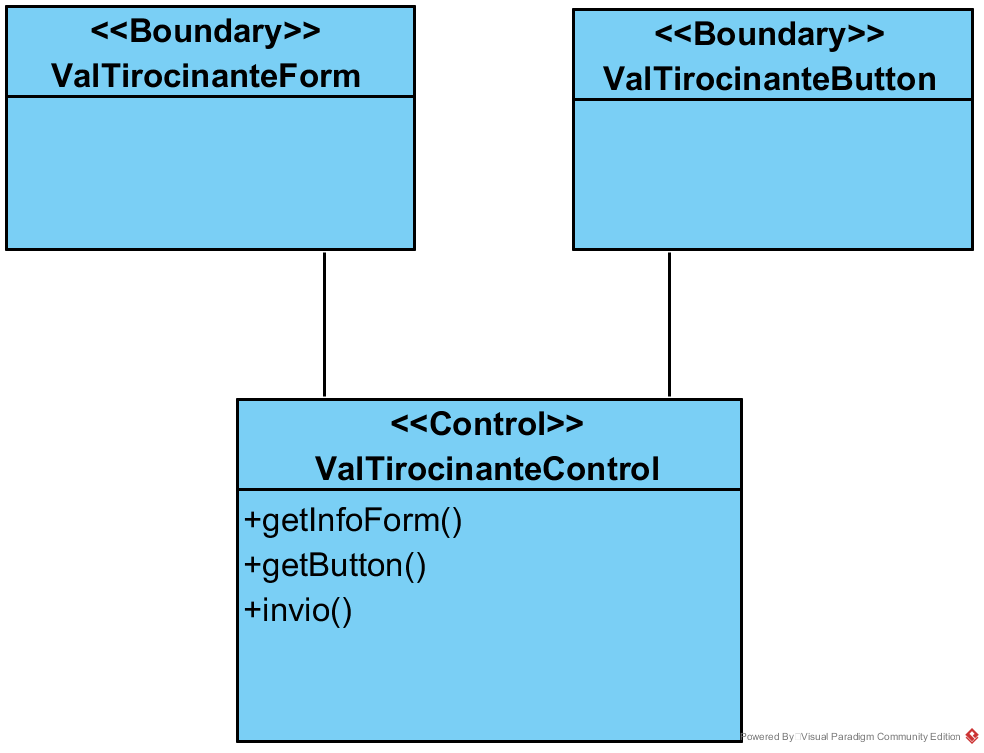 <<Boundary>>
ValTirocinanteForm
<<Boundary>>
ValTirocinanteButton
<<Control>>
ValTirocinanteControl
+getInfoForm()
+getButton()
+invio()
Powered By Visual Paradigm Community Edition